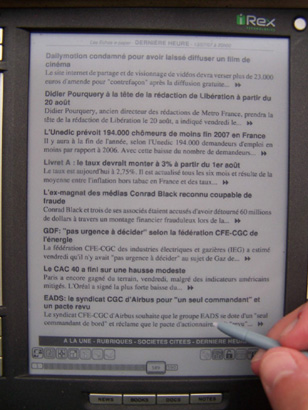 iRex
DERNIERE HEURE
Dailymotion condamné pour avoir laissé diffuser un film de
cinéma
Le site internet de partage et de visionnage de vidéos devra verser plus de 23.000
euros d'amende pour "contrefaçon" après la diffusion gratuite...
Didier Pourquery à la tête de la rédaction de Libération à partir du
20 août
Didier Pourquery, ancien directeur des rédactions de Metro France, prendra la
tête de la rédaction de Libération le 20 août, a indiqué vendredi le...
L'Unedic prévoit 194.000 chômeurs de moins fin 2007 en France
Il y aura à la fin de l'année, selon l'Unedic, 194.000 demandeurs d'emploi en
moins par rapport à 2006. Avec cette baisse du nombre de demandeurs...
Livret A : le taux devrait monter à 3% à partir du 1er août
Le taux est aujourd'hui à 2,75%. Il est actualisé tous les six mois et résulte de la
moyenne entre l'inflation hors tabac en France et des taux...
L'ex-magnat des médias Conrad Black reconnu coupable de
fraude
Conrad Black et trois de ses associés étaient accusés d'avoir détourné 60 millions
de dollars à travers un montage financier frauduleux lors de la...
GDF: "pas urgence à décider" selon la fédération CFE-CGC de
l'énergie
La fédération CFE-CGC des industries électriques et gazières (IEG) a estimé
vendredi qu'il n'y avait "pas urgence à décider" au sujet de Gaz de...
Le CAC 40 a fini sur une hausse modeste
Paris a encore gagné du terrain, vendredi, malgré des indicateurs américains
mitigés. L'Oréal a signé la plus forte baisse du...
EADS: le syndicat CGC d'Airbus pour "un seul commandant" et
un pacte revu
Le syndicat CFE-CGC d'Airbus souhaite que le groupe EADS se dote d'un "seul
commandant de bord" et réclame que le pacte d'actionnaire
A LA UNE - RUBRIQUES - SOCIETES CITEES - DERNIERE HEURE
NEWS
BOOKS
DOCS
NOTES